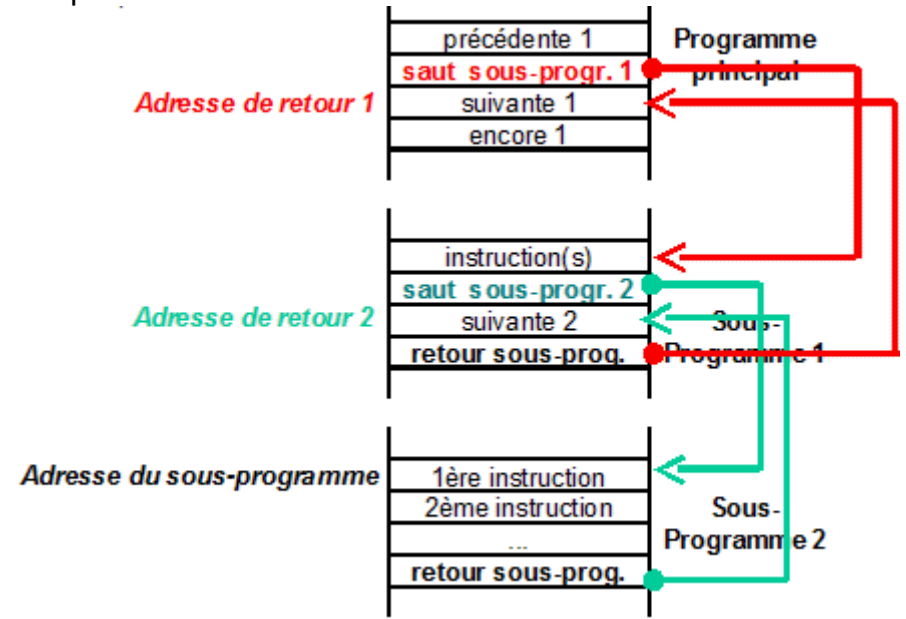 précédente 1
Programme
principal
saut sous-progr. 1
Adresse de retour 1
suivante 1
encore 1
instruction(s)
saut sous-progr. 2
Adresse de retour 2
suivante 2
Sous-
Programme 1
retour sous-prog.
Adresse du sous-programme
1ère instruction
2ème instruction
Sous-
Programme 2
...
retour sous-prog.